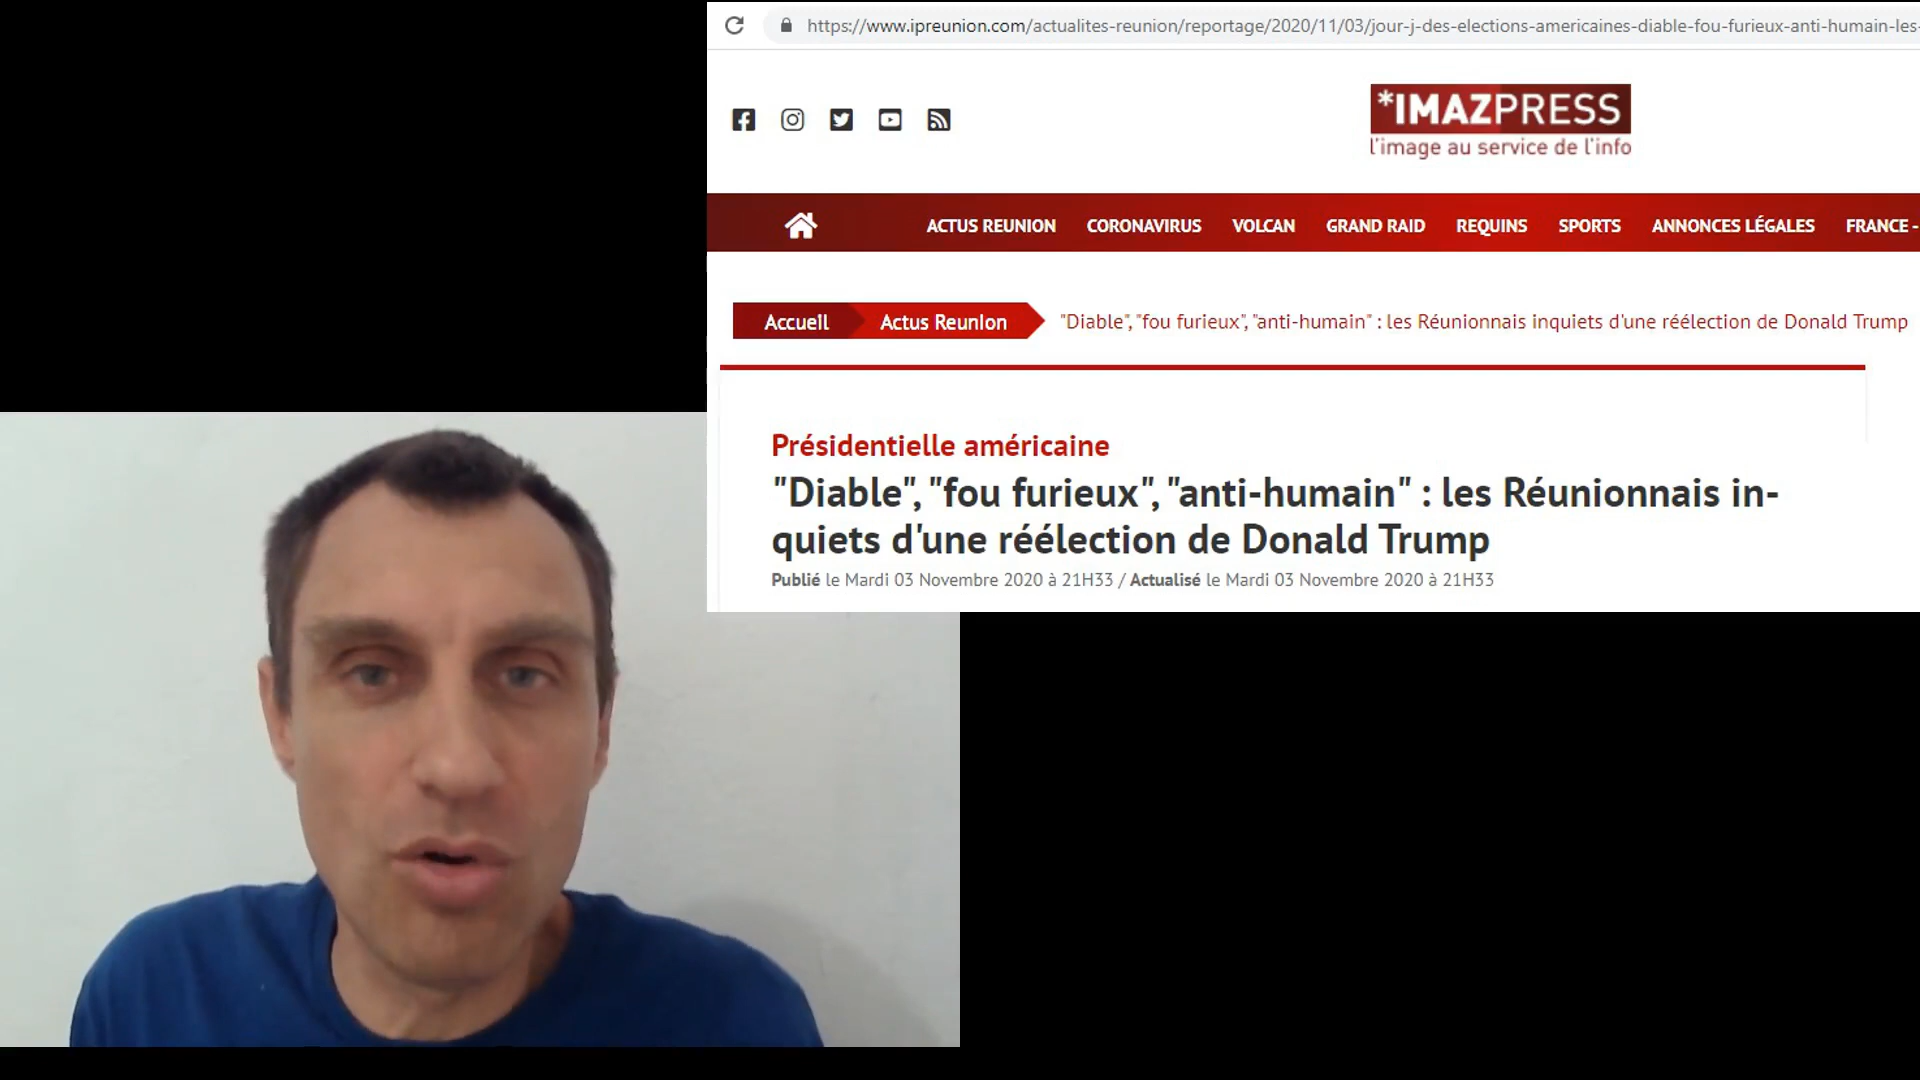 https://www.ipreunion.com/actualites-reunion/reportage/2020/11/03/jour-j-des-elections-americaines-diable-fou-furieux-anti-humain-les-
*IMAZPRESS
l'image au service de l'info
ACTUS REUNION CORONAVIRUS VOLCAN GRAND RAID REQUINS SPORTS ANNONCES LÉGALES FRANCE -
Accueil Actus Reunion "Diable", "fou furieux", "anti-humain" : les Réunionnais inquiets d'une réélection de Donald Trump
Présidentielle américaine
"Diable", "fou furieux", "anti-humain" : les Réunionnais in-
quiets d'une réélection de Donald Trump
Publié le Mardi 03 Novembre 2020 à 21H33 / Actualisé le Mardi 03 Novembre 2020 à 21H33